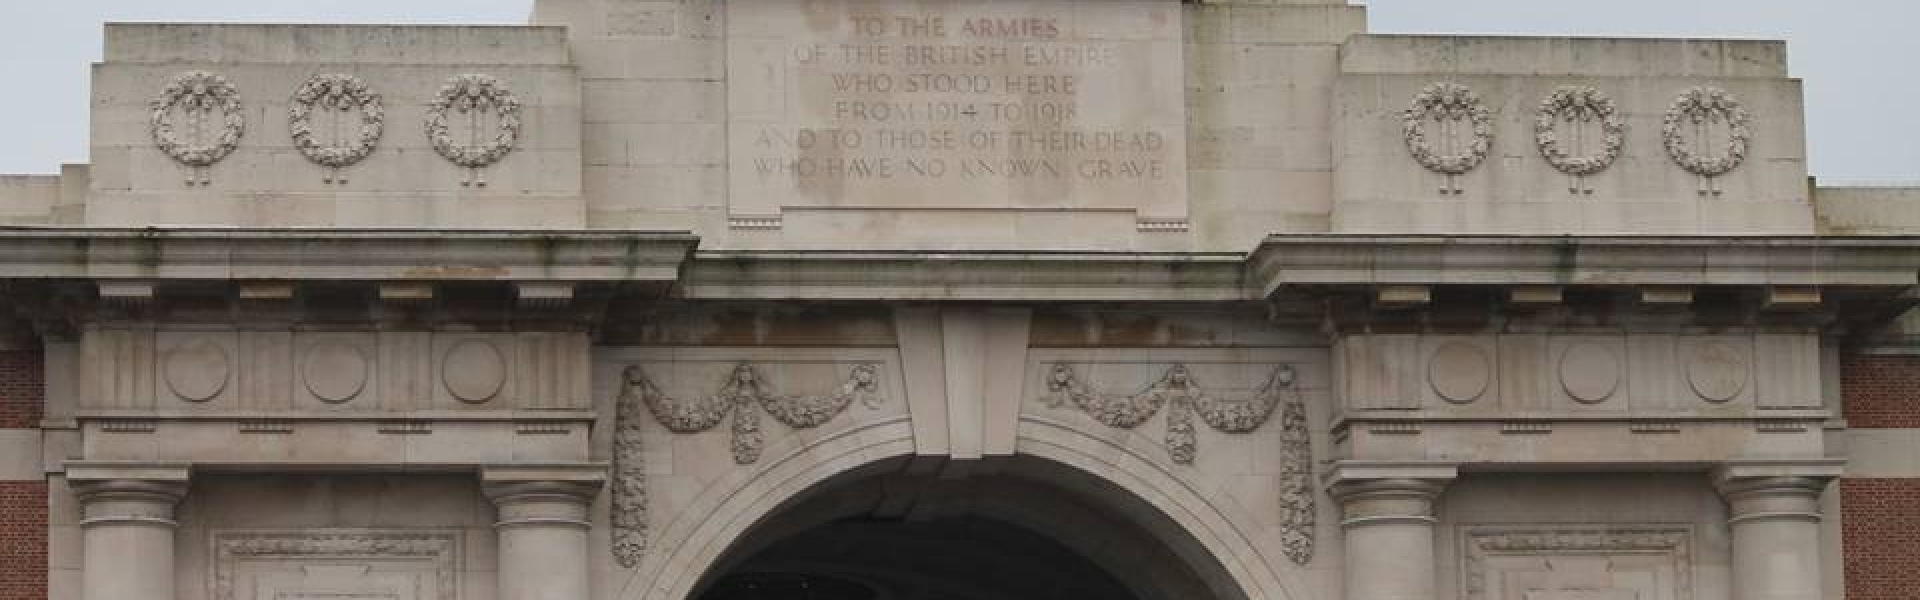 TO THE ARMIES
OF THE BRITISH EMPIRE
WHO STOOD HERE
FROM 1914 TO 1918
AND TO THOSE OF THEIR DEAD
WHO HAVE NO KNOWN GRAVE